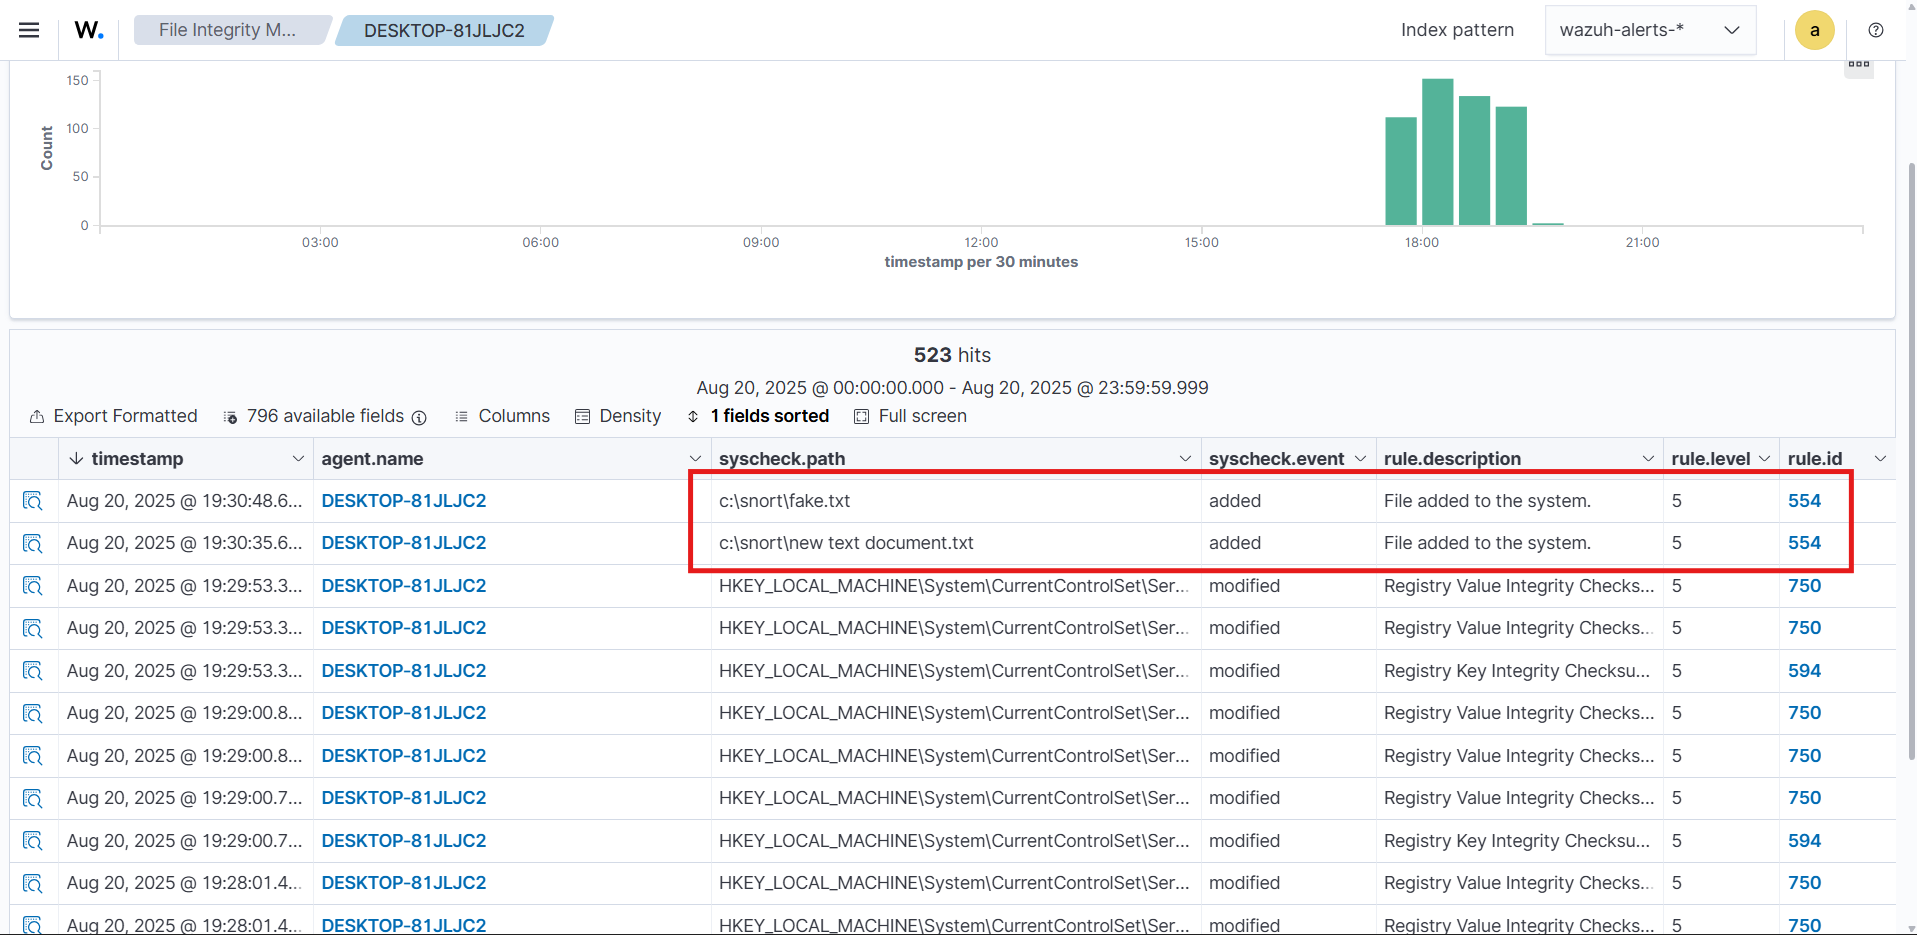 W.
File Integrity M...
DESKTOP-81JLJC2
Index pattern
wazuh-alerts-*
a
150
100
50
0
Count
03:00
06:00
09:00
12:00
15:00
18:00
21:00
timestamp per 30 minutes
523 hits
Aug 20, 2025 @ 00:00:00.000 - Aug 20, 2025 @ 23:59:59.999
Export Formatted
796 available fields
Columns
Density
1 fields sorted
Full screen
timestamp agent.name syscheck.path syscheck.event rule.description rule.level rule.id
Aug 20, 2025 @ 19:30:48.6... DESKTOP-81JLJC2 c:\snort\fake.txt added File added to the system. 5 554
Aug 20, 2025 @ 19:30:35.6... DESKTOP-81JLJC2 c:\snort\new text document.txt added File added to the system. 5 554
Aug 20, 2025 @ 19:29:53.3... DESKTOP-81JLJC2 HKEY_LOCAL_MACHINE\System\CurrentControlSet\Ser... modified Registry Value Integrity Checks... 5 750
Aug 20, 2025 @ 19:29:53.3... DESKTOP-81JLJC2 HKEY_LOCAL_MACHINE\System\CurrentControlSet\Ser... modified Registry Value Integrity Checks... 5 750
Aug 20, 2025 @ 19:29:53.3... DESKTOP-81JLJC2 HKEY_LOCAL_MACHINE\System\CurrentControlSet\Ser... modified Registry Key Integrity Checksu... 5 594
Aug 20, 2025 @ 19:29:00.8... DESKTOP-81JLJC2 HKEY_LOCAL_MACHINE\System\CurrentControlSet\Ser... modified Registry Value Integrity Checks... 5 750
Aug 20, 2025 @ 19:29:00.8... DESKTOP-81JLJC2 HKEY_LOCAL_MACHINE\System\CurrentControlSet\Ser... modified Registry Value Integrity Checks... 5 750
Aug 20, 2025 @ 19:29:00.7... DESKTOP-81JLJC2 HKEY_LOCAL_MACHINE\System\CurrentControlSet\Ser... modified Registry Value Integrity Checks... 5 750
Aug 20, 2025 @ 19:29:00.7... DESKTOP-81JLJC2 HKEY_LOCAL_MACHINE\System\CurrentControlSet\Ser... modified Registry Key Integrity Checksu... 5 594
Aug 20, 2025 @ 19:28:01.4... DESKTOP-81JLJC2 HKEY_LOCAL_MACHINE\System\CurrentControlSet\Ser... modified Registry Value Integrity Checks... 5 750
Aug 20, 2025 @ 19:28:01.4... DESKTOP-81JLJC2 HKEY_LOCAL_MACHINE\System\CurrentControlSet\Ser... modified Registry Value Integrity Checks... 5 750